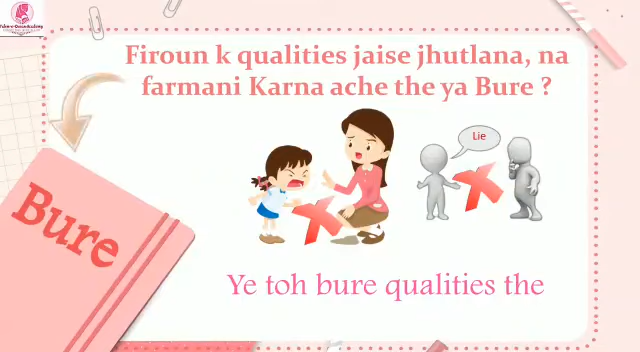 Firoun k qualities jaise jhutlana, na
farmani Karna ache the ya Bure ?
Lie
Bure
Ye toh bure qualities the